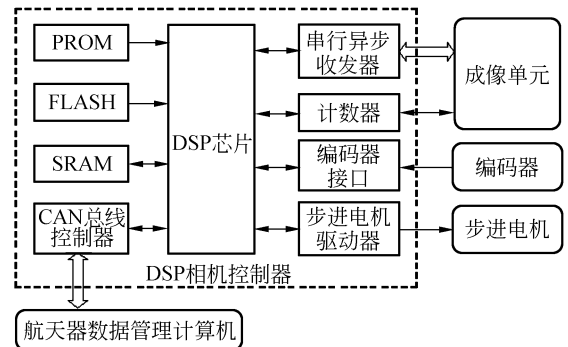 PROM
FLASH
SRAM
CAN总线
控制器
DSP芯片
串行异步
收发器
计数器
编码器
接口
步进电机
驱动器
DSP相机控制器
成像单元
编码器
步进电机
航天器数据管理计算机